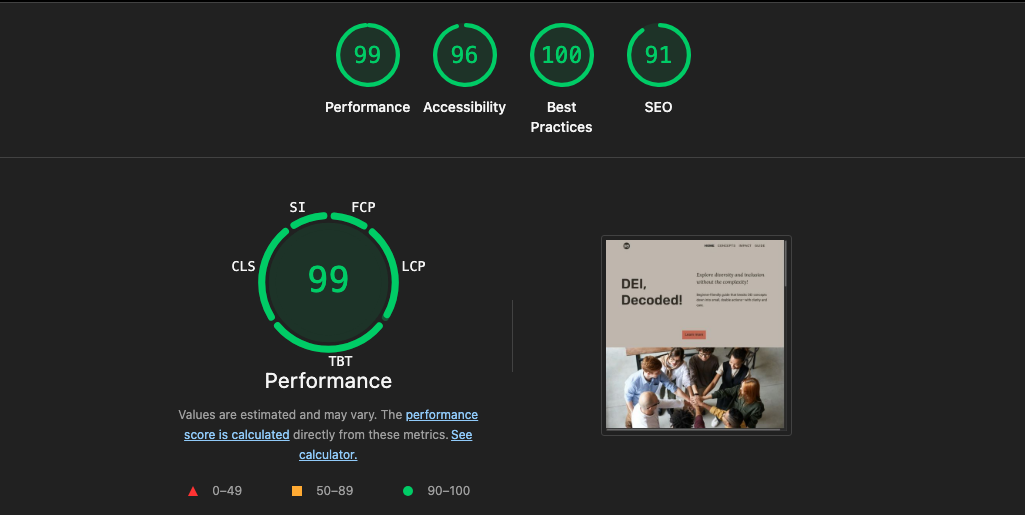 99
96
100
91
Performance
Accessibility
Best
Practices
SEO
SI
FCP
CLS
LCP
99
TBT
Performance
Values are estimated and may vary. The performance
score is calculated directly from these metrics. See
calculator.
0–49
50–89
90–100
HOME CONCEPTS IMPACT QUIZ
DEI,
Decoded!
Explore diversity and inclusion
without the complexity!